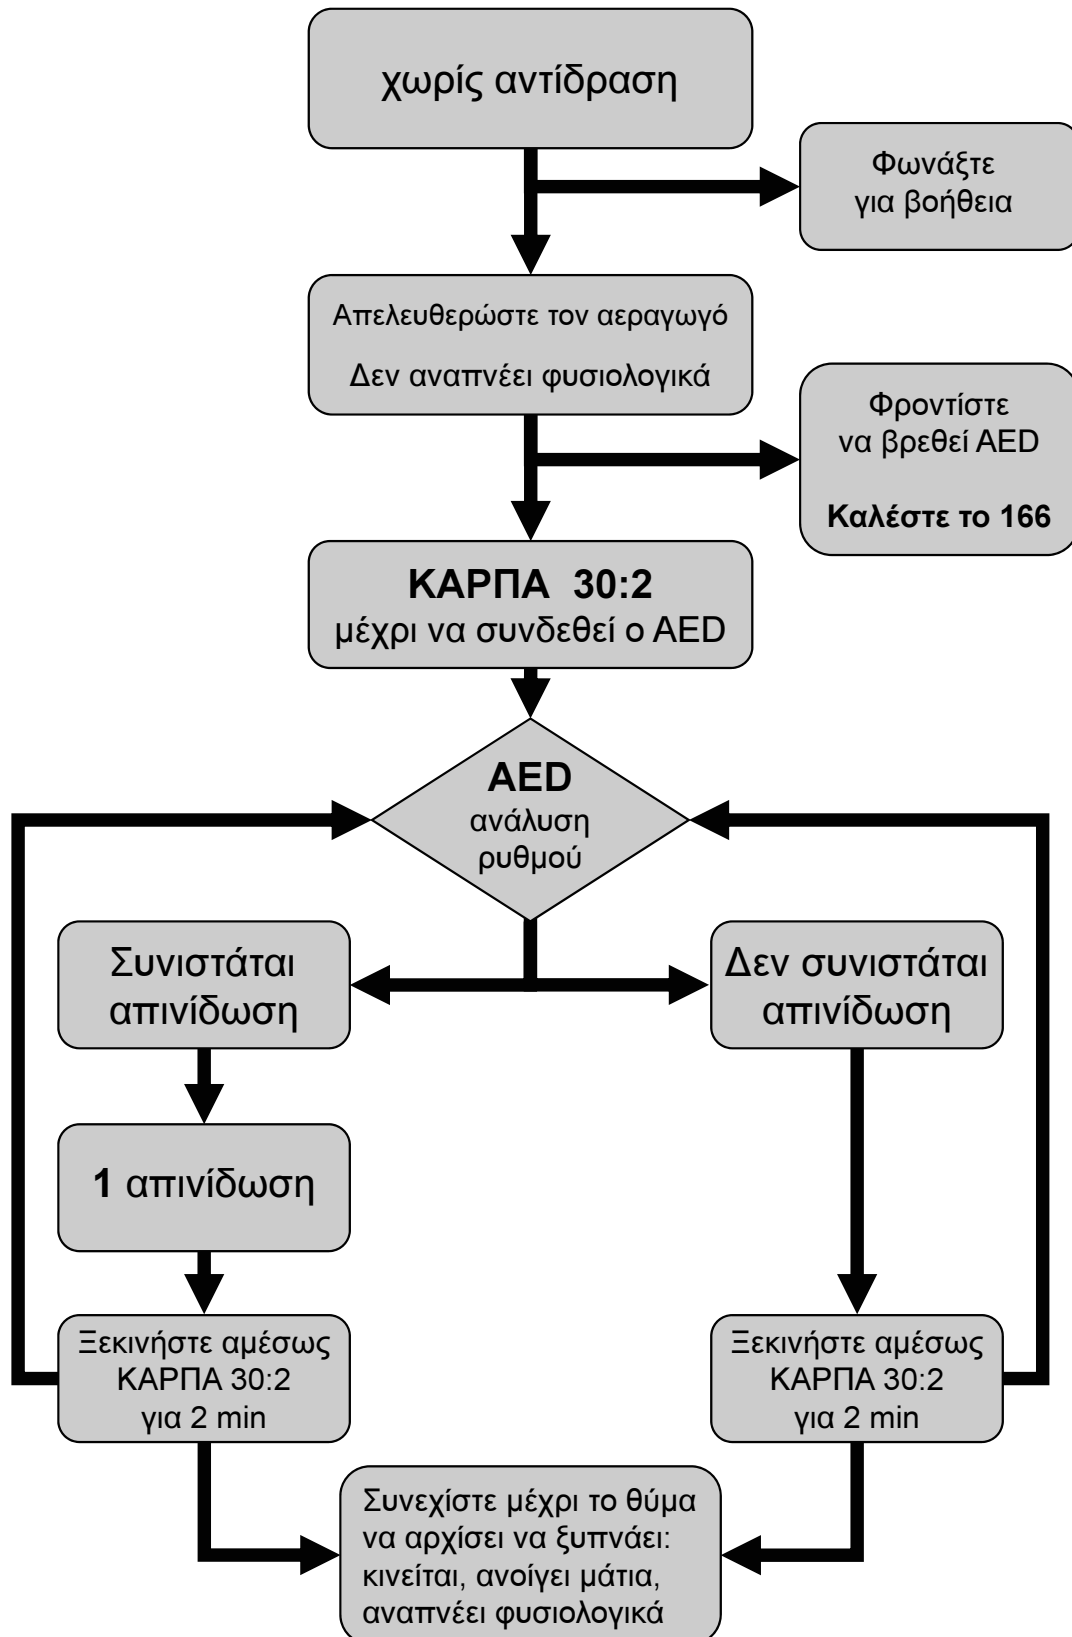 χωρίς αντίδραση
Φωνάξτε
για βοήθεια
Απελευθερώστε τον αεραγωγό
Δεν αναπνέει φυσιολογικά
Φροντίστε
να βρεθεί AED
Καλέστε το 166
ΚΑΡΠΑ 30:2
μέχρι να συνδεθεί ο AED
AED
ανάλυση
ρυθμού
Συνιστάται
απινίδωση
Δεν συνιστάται
απινίδωση
1 απινίδωση
Ξεκινήστε αμέσως
ΚΑΡΠΑ 30:2
για 2 min
Ξεκινήστε αμέσως
ΚΑΡΠΑ 30:2
για 2 min
Συνεχίστε μέχρι το θύμα
να αρχίσει να ξυπνάει:
κινείται, ανοίγει μάτια,
αναπνέει φυσιολογικά